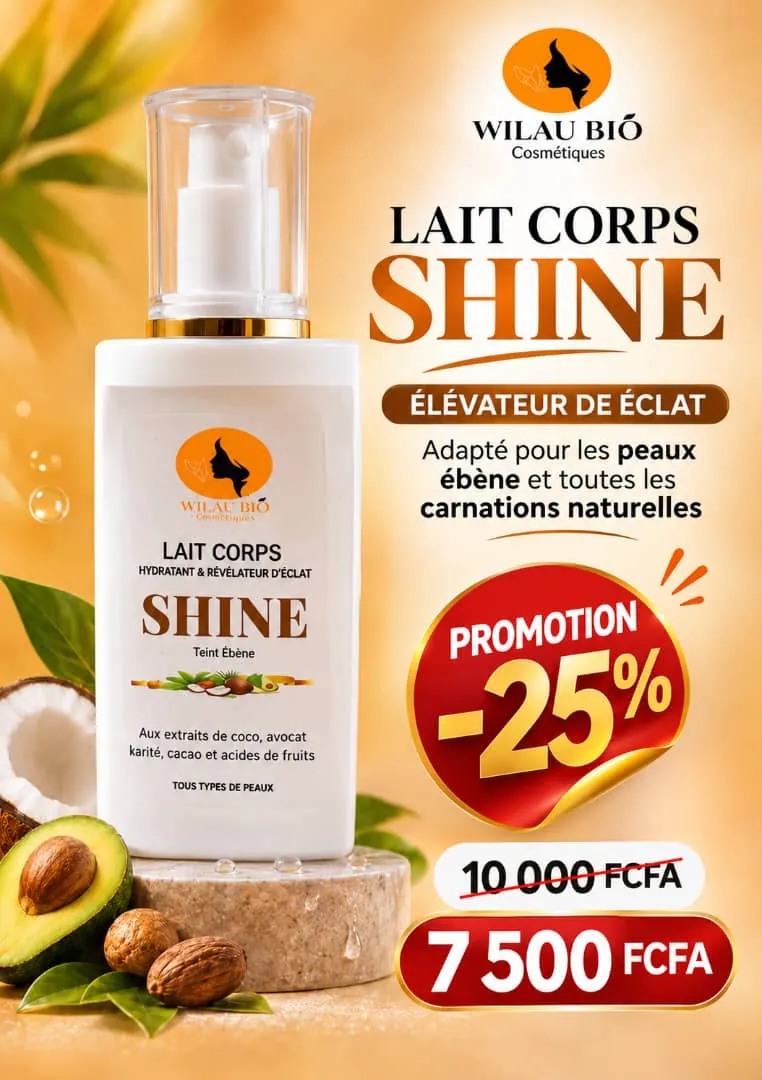 WILAU BIÓ
Cosmétiques
LAIT CORPS
SHINE
ÉLÉVATEUR DE ÉCLAT
Adapté pour les peaux
ébène et toutes les
carnations naturelles
PROMOTION
-25%
10 000 FCFA
7 500 FCFA
WILAU BIÓ
Cosmétiques
LAIT CORPS
HYDRATANT & RÉVÉLATEUR D'ÉCLAT
SHINE
Teint Ébène
Aux extraits de coco, avocat
karité, cacao et acides de fruits
TOUS TYPES DE PEAUX